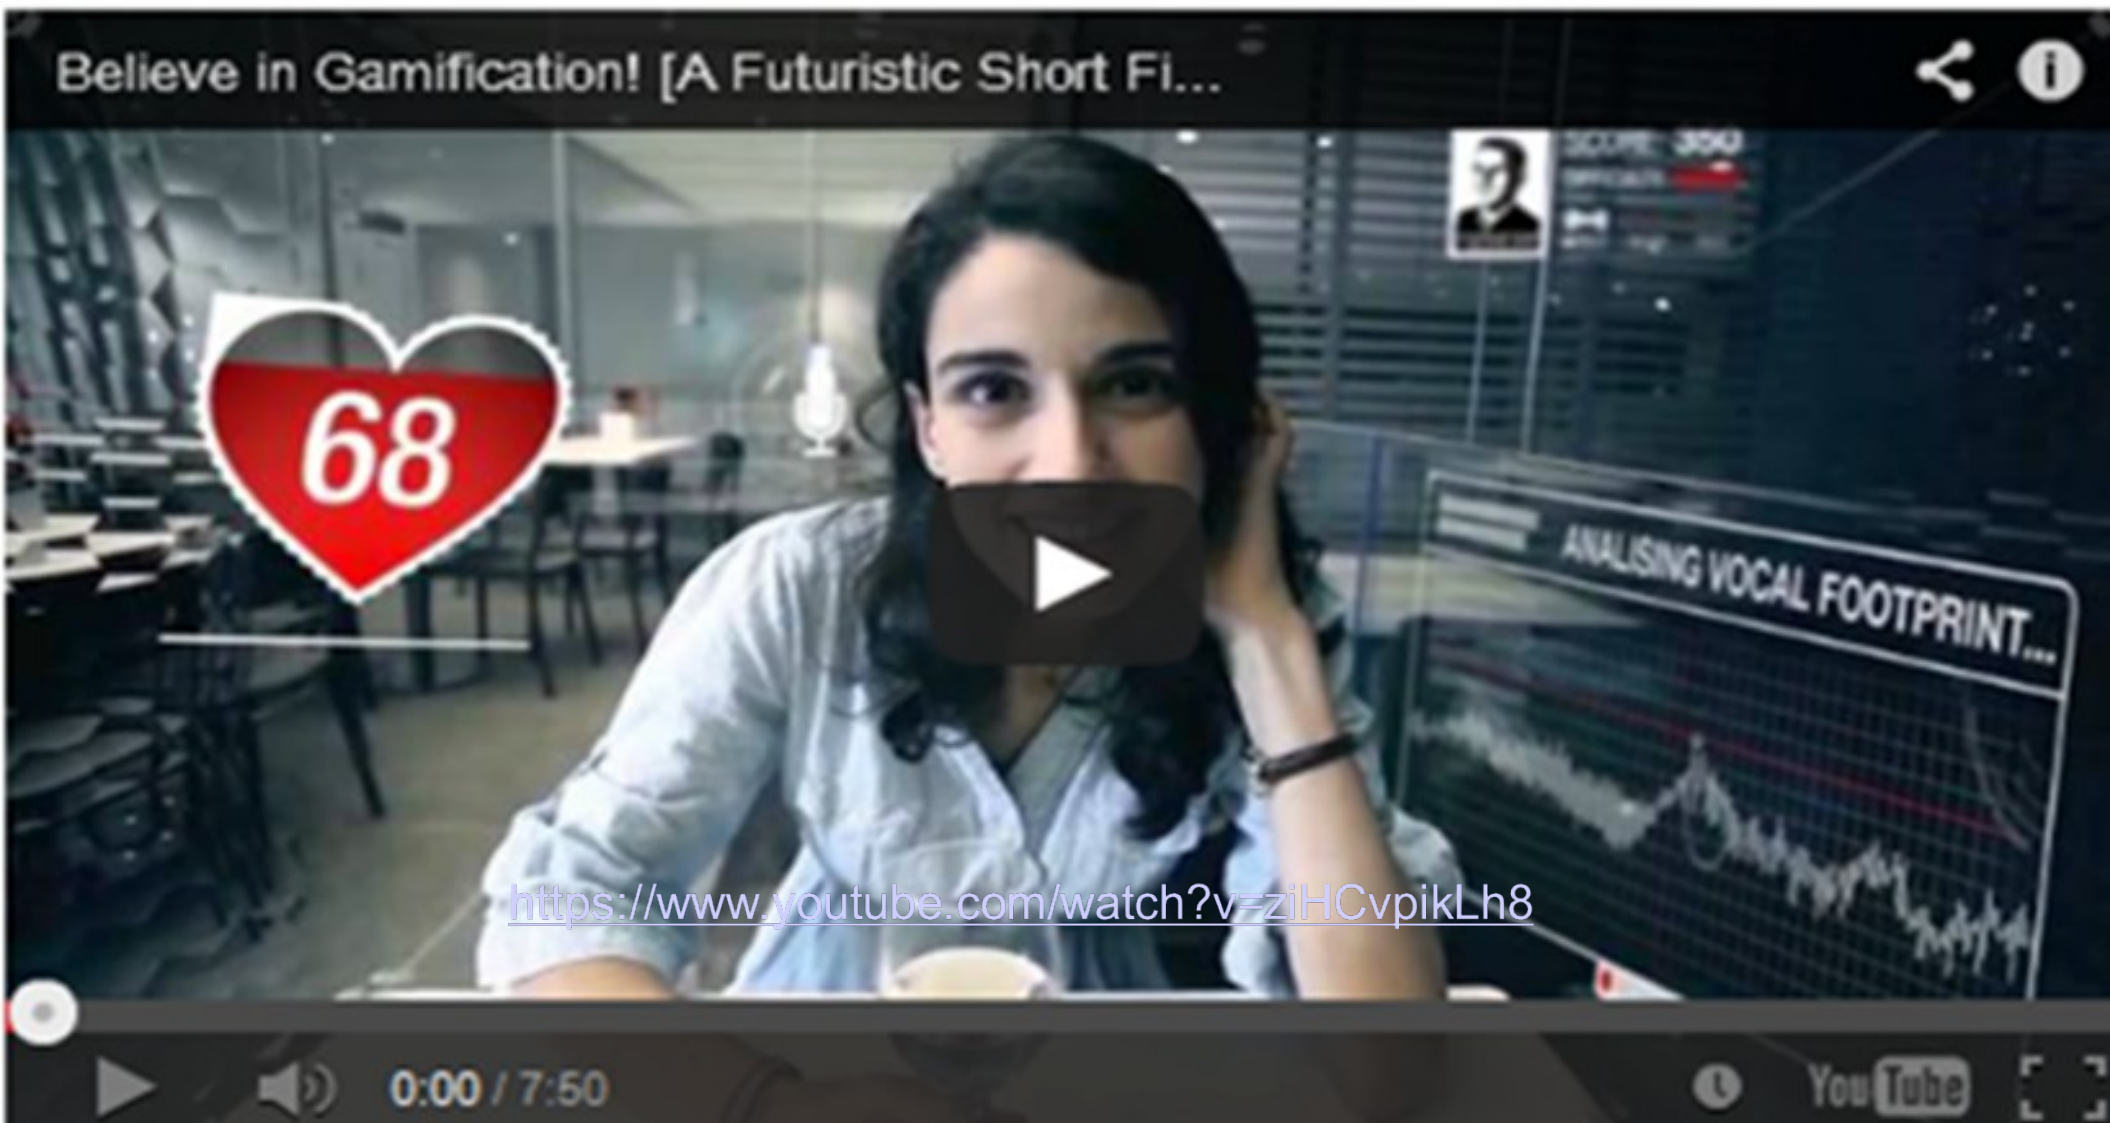 Believe in Gamification! [A Futuristic Short Fi...
SCORE: 350
68
ANALISING VOCAL FOOTPRINT...
https://www.youtube.com/watch?v=ziHCvpikLh8
0:00 / 7:50
YouTube